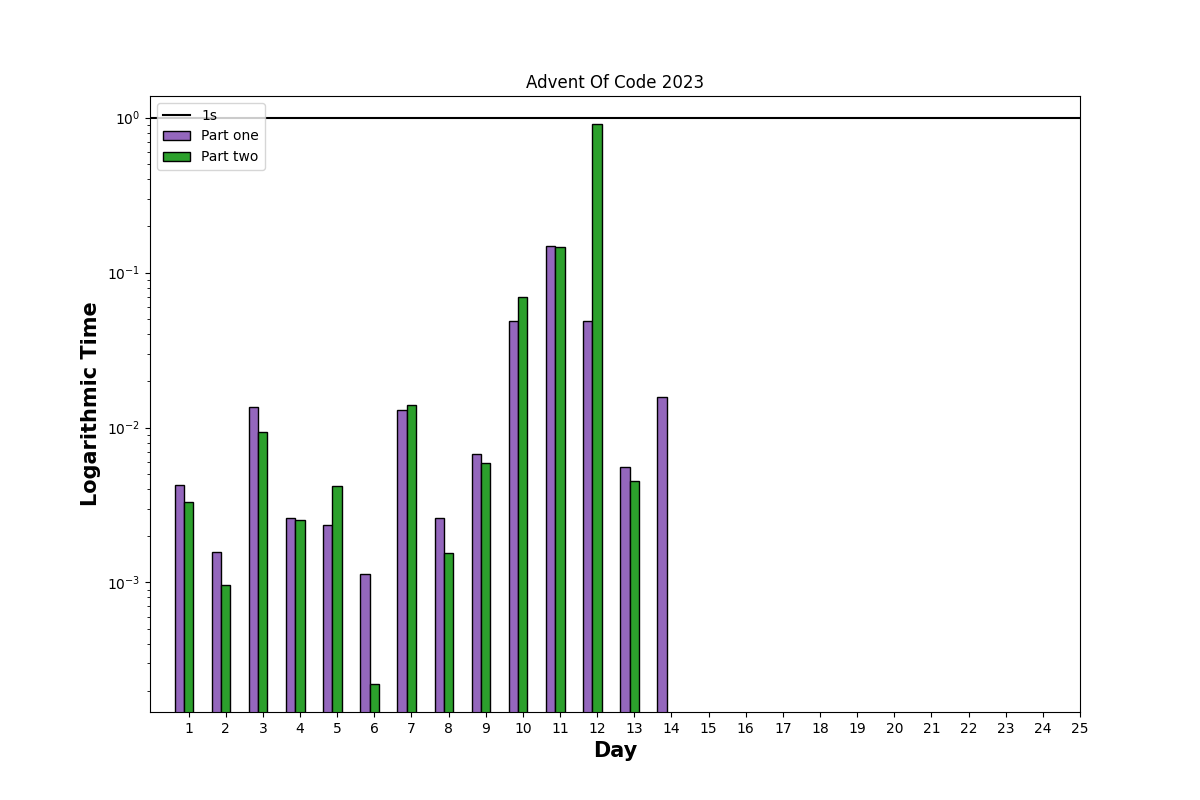 Advent Of Code 2023
1s
Part one
Part two
10⁰
10⁻¹
10⁻²
10⁻³
Logarithmic Time
1 2 3 4 5 6 7 8 9 10 11 12 13 14 15 16 17 18 19 20 21 22 23 24 25
Day